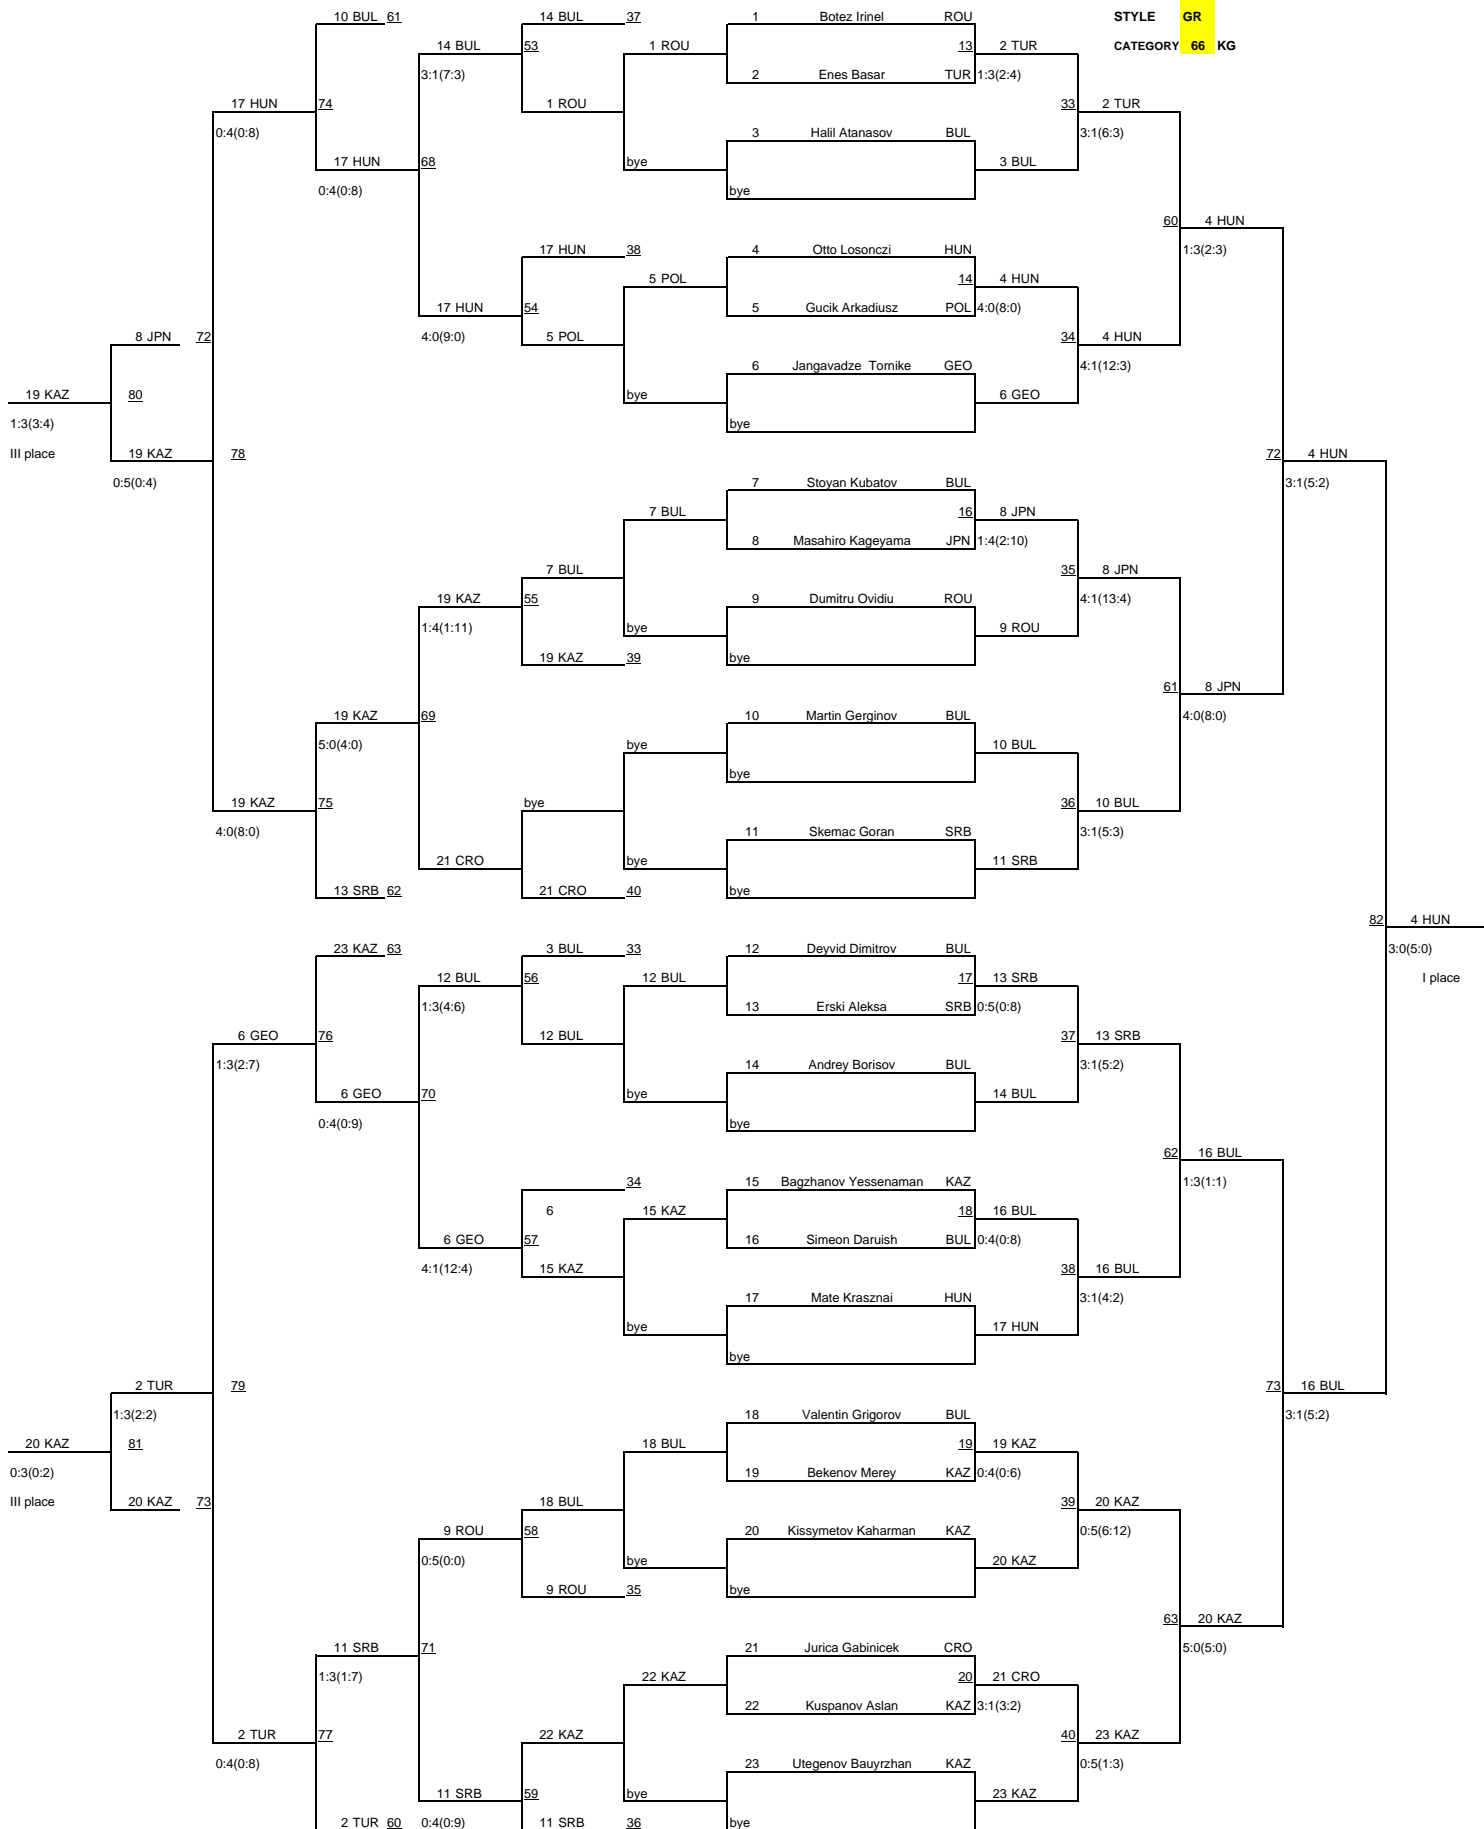 10 BUL 61 14 BUL 37 1 Botez Irinel ROU STYLE GR
14 BUL 53 1 ROU 13 2 TUR CATEGORY 66 KG
3:1(7:3) 2 Enes Basar TUR 1:3(2:4)
17 HUN 74 1 ROU 33 2 TUR
0:4(0:8) 3 Halil Atanasov BUL 3:1(6:3)
17 HUN 68 bye 3 BUL
0:4(0:8) bye
60 4 HUN
17 HUN 38 4 Otto Losonczi HUN 1:3(2:3)
5 POL 14 4 HUN
17 HUN 54 5 Gucik Arkadiusz POL 4:0(8:0)
8 JPN 72 4:0(9:0) 5 POL 34 4 HUN
6 Jangavadze Tornike GEO 4:1(12:3)
19 KAZ 80 bye 6 GEO
1:3(3:4) bye
III place 19 KAZ 78 72 4 HUN
0:5(0:4) 7 Stoyan Kubatov BUL 3:1(5:2)
7 BUL 16 8 JPN
8 Masahiro Kageyama JPN 1:4(2:10)
7 BUL 35 8 JPN
19 KAZ 55 9 Dumitru Ovidiu ROU 4:1(13:4)
1:4(1:11) bye 9 ROU
19 KAZ 39 bye
61 8 JPN
19 KAZ 69 10 Martin Gerginov BUL 4:0(8:0)
5:0(4:0) bye 10 BUL
bye
19 KAZ 75 bye 36 10 BUL
4:0(8:0) 11 Skemac Goran SRB 3:1(5:3)
21 CRO bye 11 SRB
13 SRB 62 21 CRO 40 bye
82 4 HUN
23 KAZ 63 3 BUL 33 12 Deyvid Dimitrov BUL 3:0(5:0)
12 BUL 56 12 BUL 17 13 SRB I place
1:3(4:6) 13 Erski Aleksa SRB 0:5(0:8)
6 GEO 76 12 BUL 37 13 SRB
1:3(2:7) 14 Andrey Borisov BUL 3:1(5:2)
6 GEO 70 bye 14 BUL
0:4(0:9) bye
62 16 BUL
34 15 Bagzhanov Yessenaman KAZ 1:3(1:1)
6 15 KAZ 18 16 BUL
6 GEO 57 16 Simeon Daruish BUL 0:4(0:8)
4:1(12:4) 15 KAZ 38 16 BUL
17 Mate Krasznai HUN 3:1(4:2)
bye 17 HUN
bye
2 TUR 79 73 16 BUL
1:3(2:2) 18 Valentin Grigorov BUL 3:1(5:2)
20 KAZ 81 18 BUL 19 19 KAZ
0:3(0:2) 19 Bekenov Merey KAZ 0:4(0:6)
III place 20 KAZ 73 18 BUL 39 20 KAZ
9 ROU 58 20 Kissymetov Kaharman KAZ 0:5(6:12)
0:5(0:0) bye 20 KAZ
9 ROU 35 bye
63 20 KAZ
11 SRB 71 21 Jurica Gabinicek CRO 5:0(5:0)
1:3(1:7) 22 KAZ 20 21 CRO
22 Kuspanov Aslan KAZ 3:1(3:2)
2 TUR 77 22 KAZ 40 23 KAZ
0:4(0:8) 23 Utegenov Bauyrzhan KAZ 0:5(1:3)
11 SRB 59 bye 23 KAZ
2 TUR 60 0:4(0:9) 11 SRB 36 bye